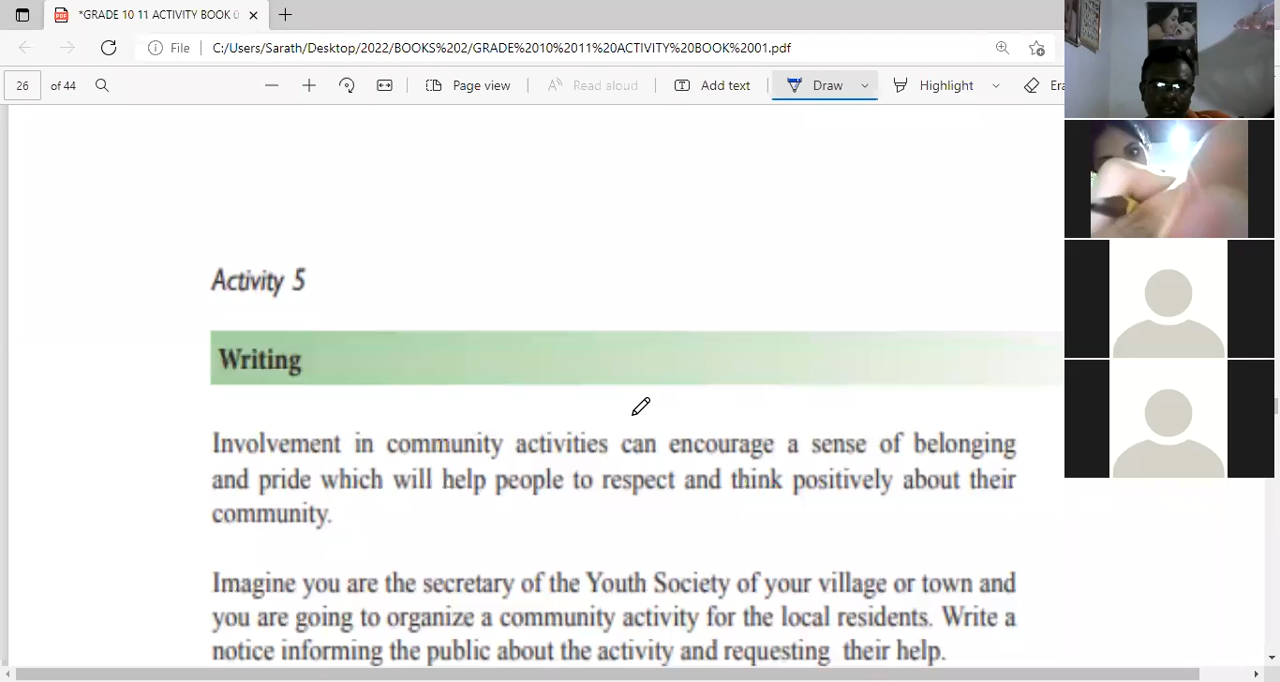 *GRADE 10 11 ACTIVITY BOOK 0
File C:/Users/Sarath/Desktop/2022/BOOKS%202/GRADE%2010%2011%20ACTIVITY%20BOOK%2001.pdf
26 of 44 Page view Read aloud Add text Draw Highlight Era
Activity 5
Writing
Involvement in community activities can encourage a sense of belonging
and pride which will help people to respect and think positively about their
community.
Imagine you are the secretary of the Youth Society of your village or town and
you are going to organize a community activity for the local residents. Write a
notice informing the public about the activity and requesting their help.